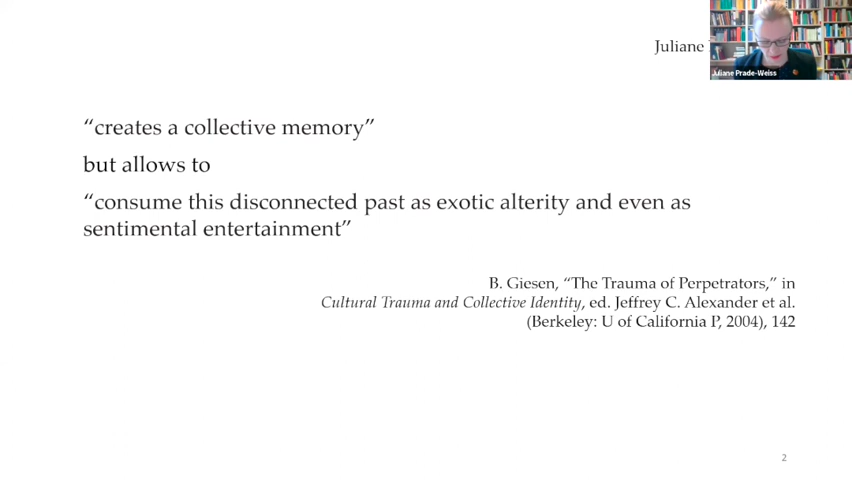 Juliane
Juliane Prade-Weiss
“creates a collective memory”
but allows to
“consume this disconnected past as exotic alterity and even as
sentimental entertainment”
B. Giesen, “The Trauma of Perpetrators,” in
Cultural Trauma and Collective Identity, ed. Jeffrey C. Alexander et al.
(Berkeley: U of California P, 2004), 142
2